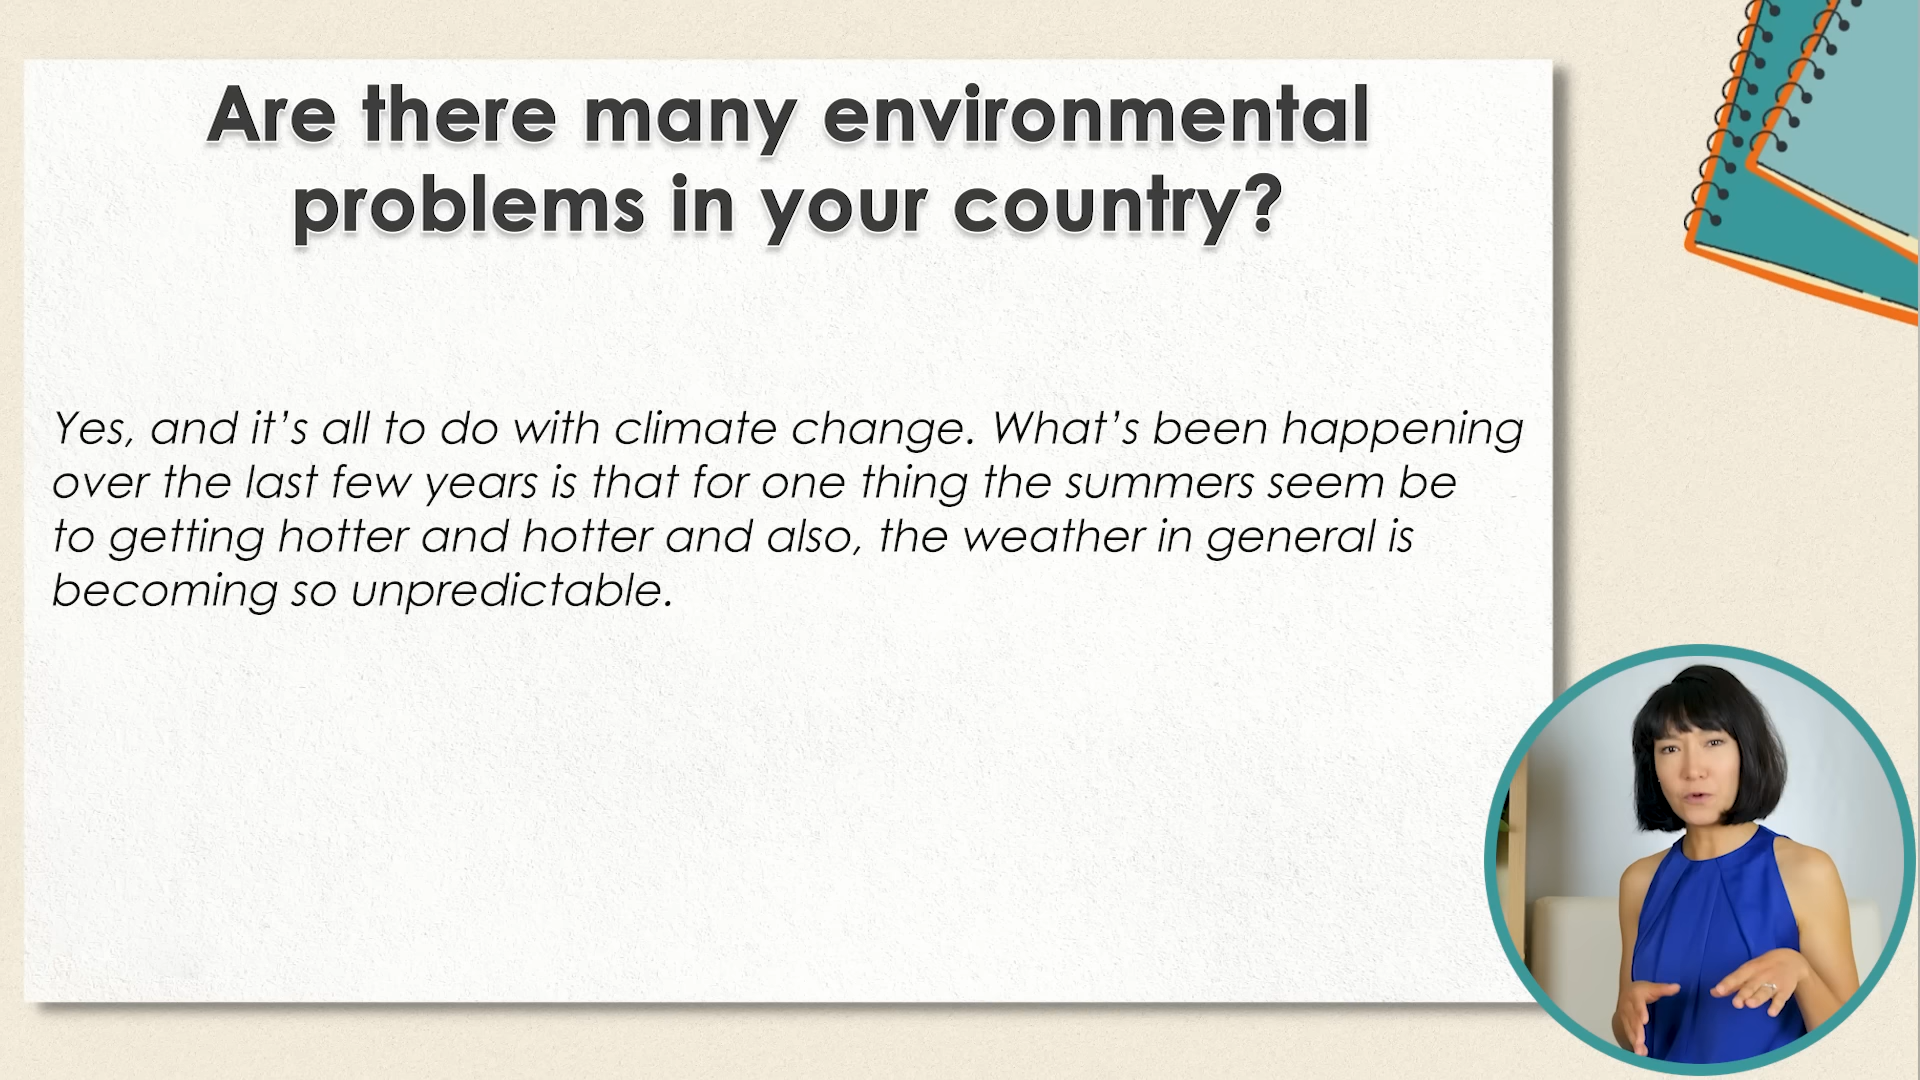 Are there many environmental
problems in your country?
Yes, and it’s all to do with climate change. What’s been happening
over the last few years is that for one thing the summers seem be
to getting hotter and hotter and also, the weather in general is
becoming so unpredictable.